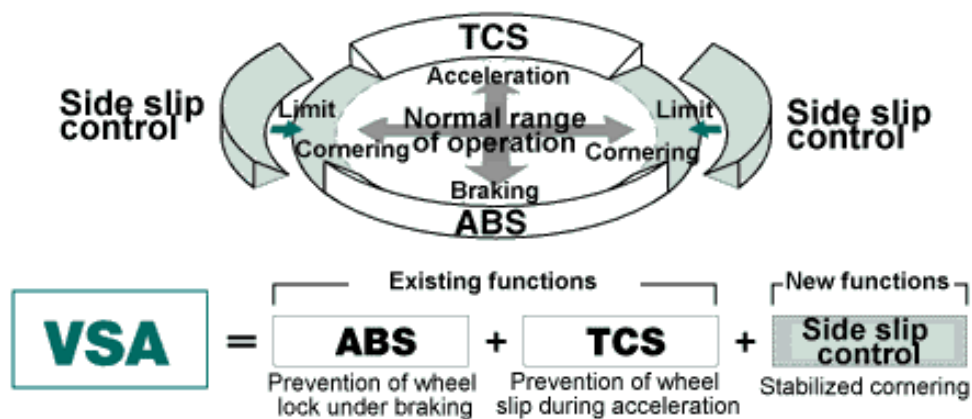 TCS
Acceleration
Side slip
control
Limit
Normal range
of operation
Limit
Side slip
control
Cornering
Cornering
Braking
ABS
Existing functions
New functions
VSA = ABS + TCS + Side slip
control
Prevention of wheel
lock under braking
Prevention of wheel
slip during acceleration
Stabilized cornering